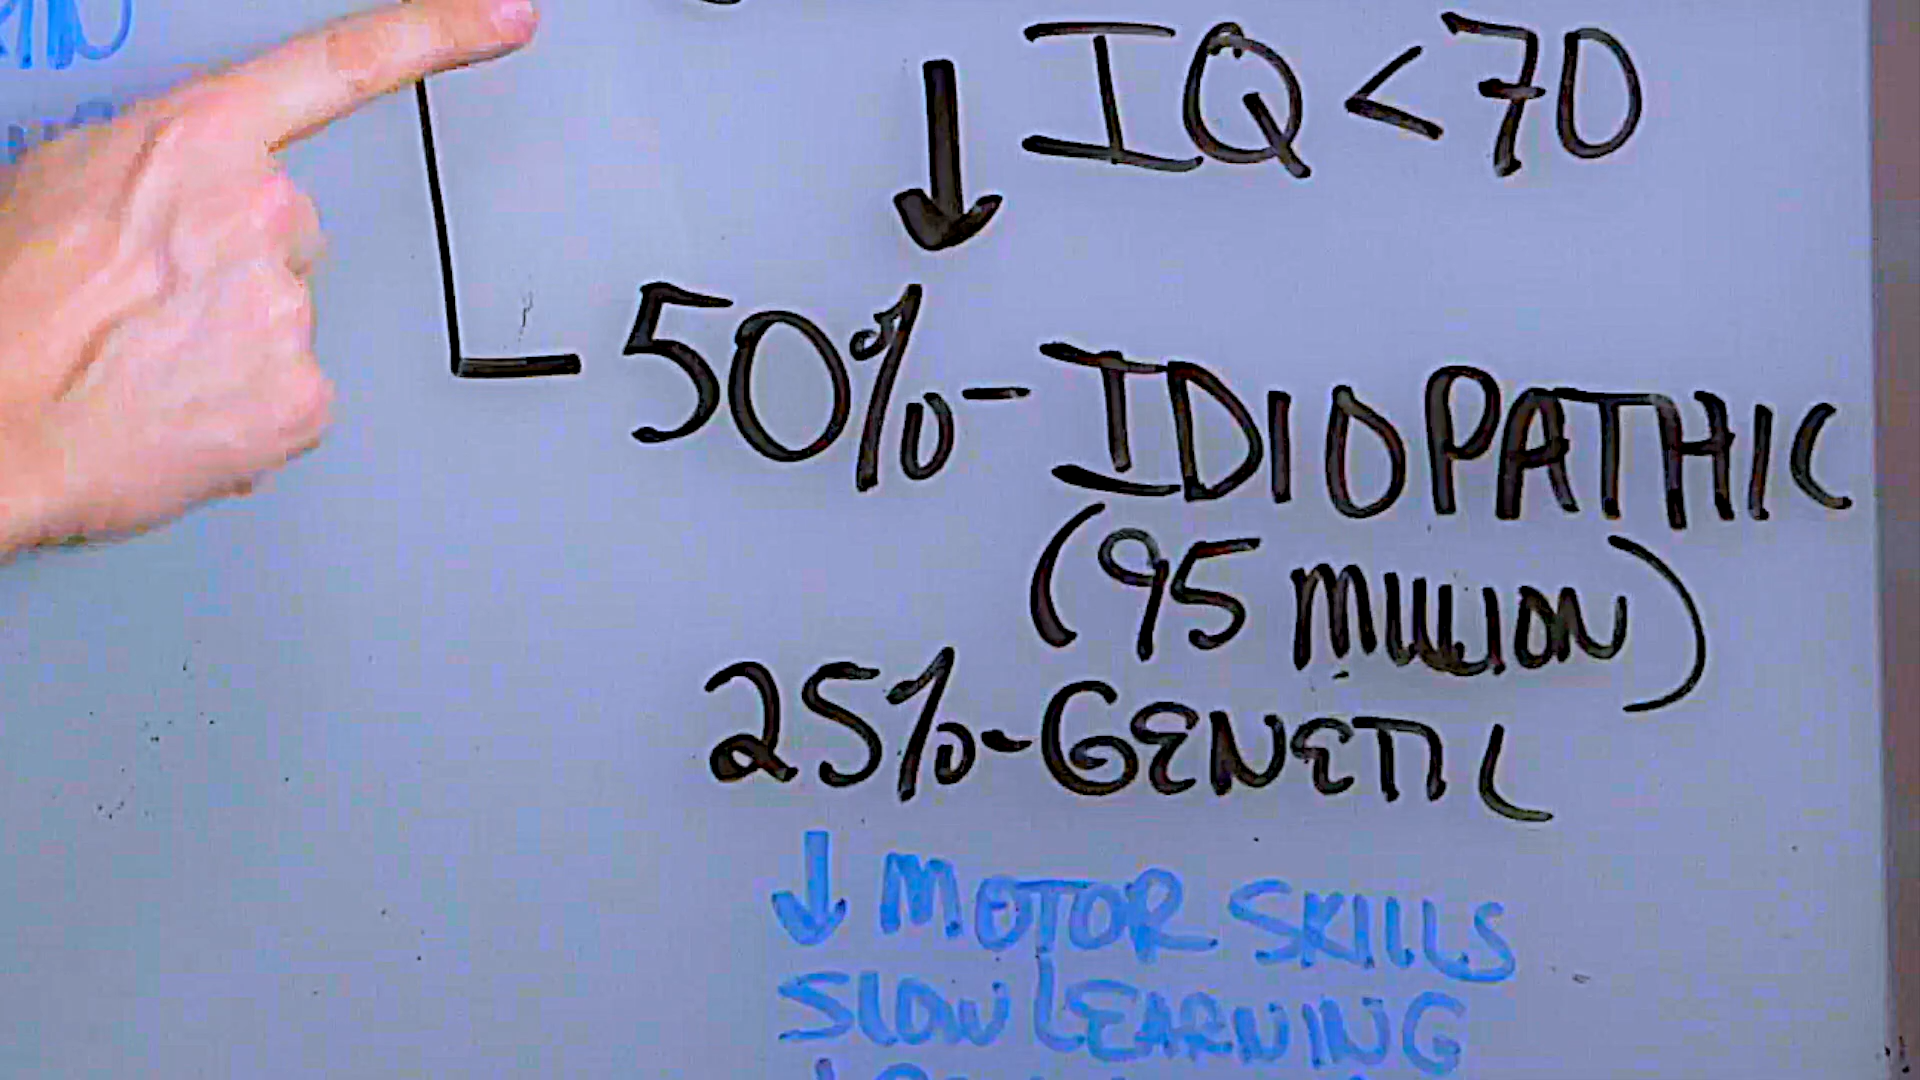 ↓ IQ < 70
50% - IDIOPATHIC
(95 MILLION)
25% - GENETIC
↓ MOTOR SKILLS
SLOW LEARNING